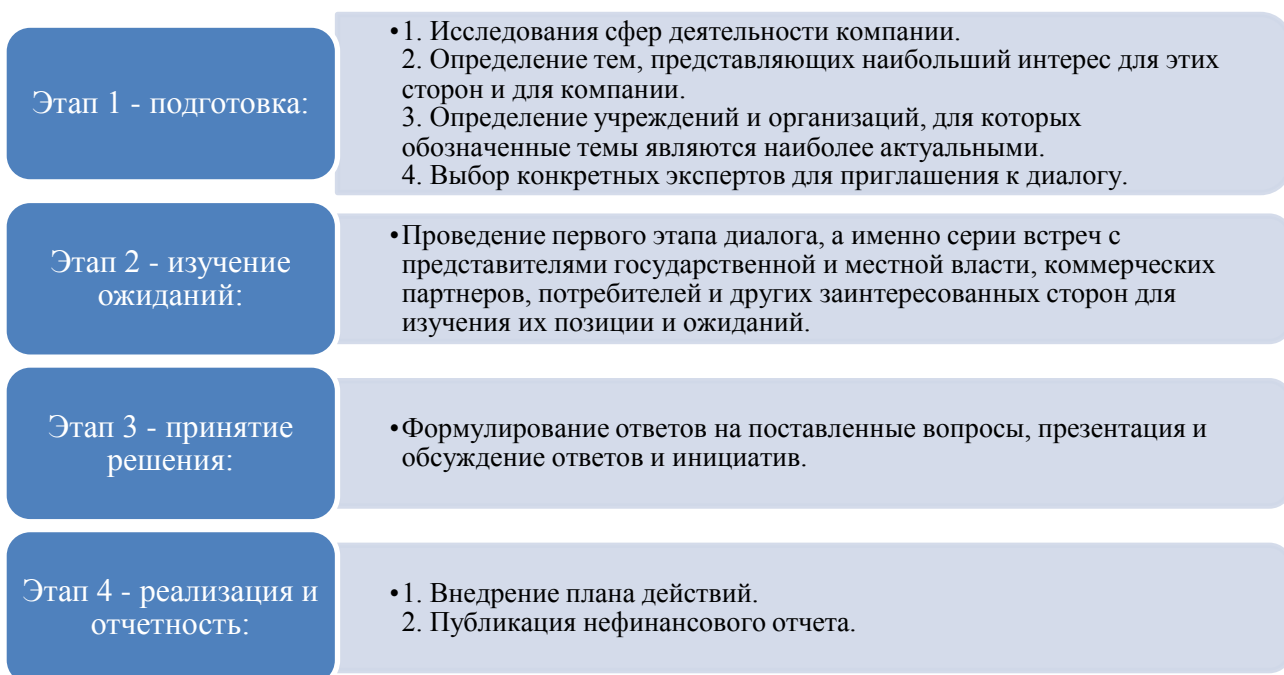 Этап 1 - подготовка:
•1. Исследования сфер деятельности компании.
2. Определение тем, представляющих наибольший интерес для этих
сторон и для компании.
3. Определение учреждений и организаций, для которых
обозначенные темы являются наиболее актуальными.
4. Выбор конкретных экспертов для приглашения к диалогу.
Этап 2 - изучение
ожиданий:
•Проведение первого этапа диалога, а именно серии встреч с
представителями государственной и местной власти, коммерческих
партнеров, потребителей и других заинтересованных сторон для
изучения их позиции и ожиданий.
Этап 3 - принятие
решения:
•Формулирование ответов на поставленные вопросы, презентация и
обсуждение ответов и инициатив.
Этап 4 - реализация и
отчетность:
•1. Внедрение плана действий.
2. Публикация нефинансового отчета.